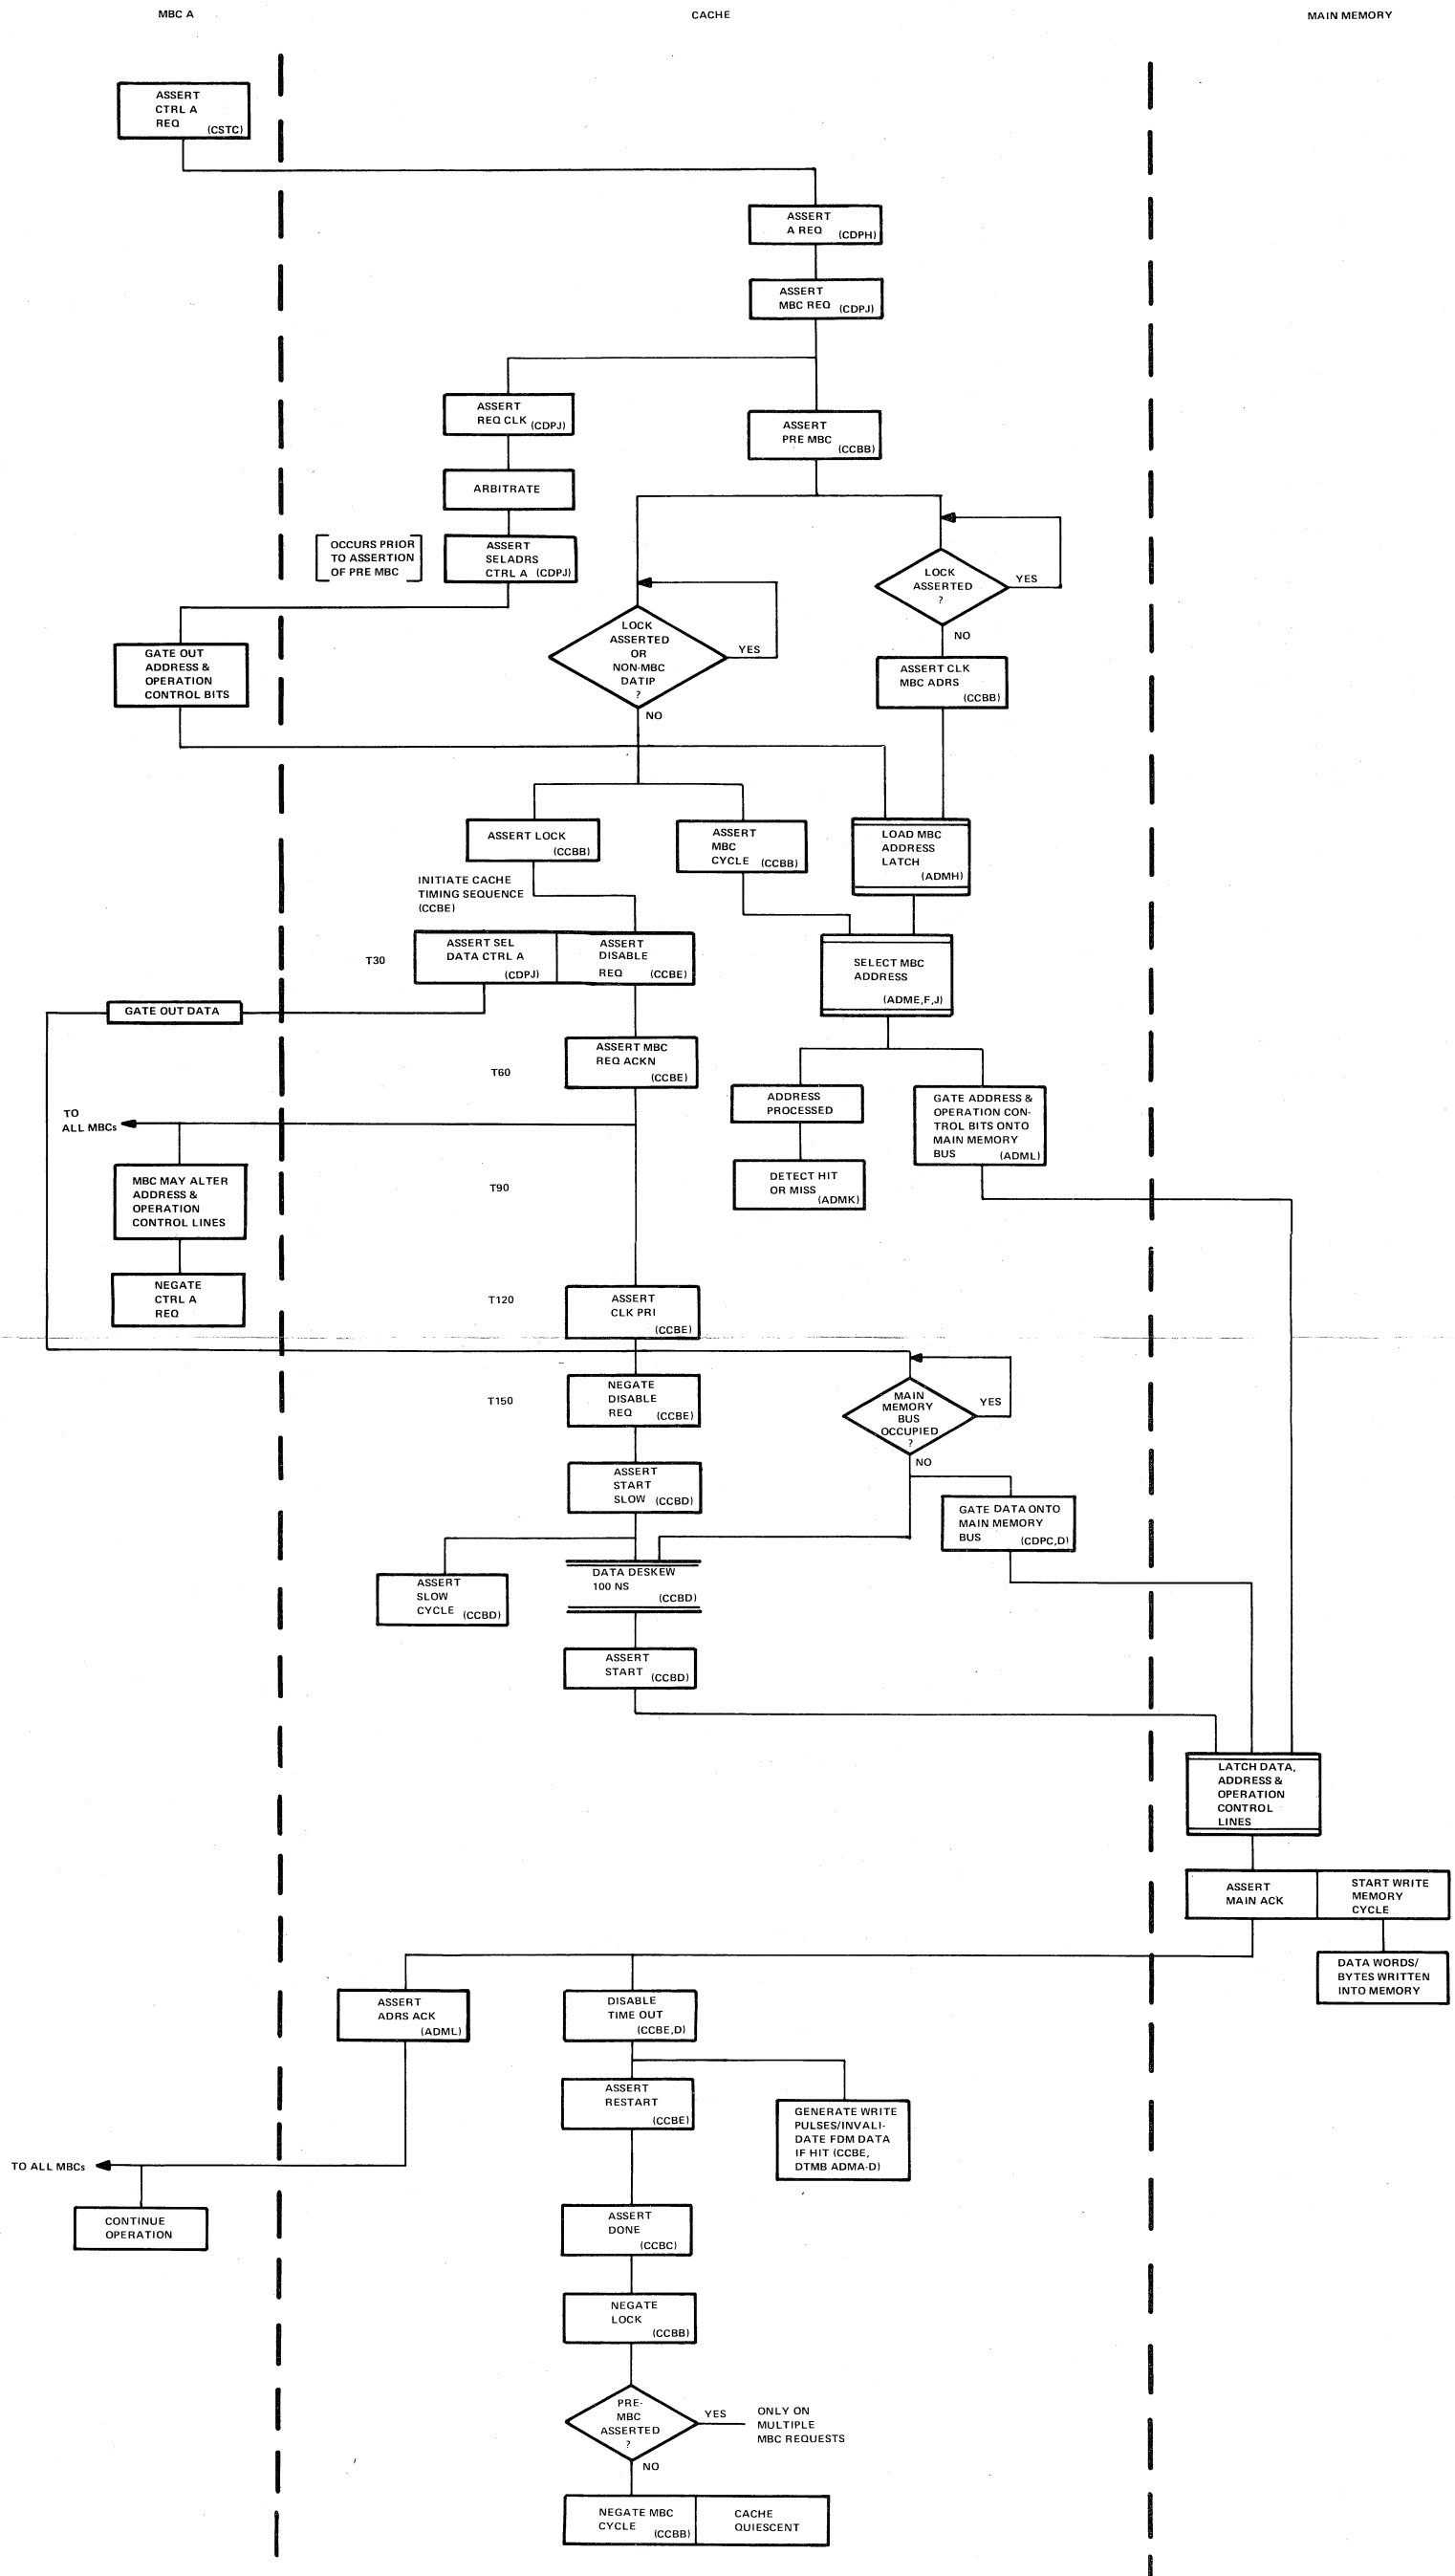 MBC A
CACHE
MAIN MEMORY
ASSERT
CTRL A
REQ (CSTC)
ASSERT
A REQ (CDPH)
ASSERT
MBC REQ (CDPJ)
ASSERT
REQ CLK (CDPJ)
ASSERT
PRE MBC
(CCBB)
ARBITRATE
[OCCURS PRIOR
TO ASSERTION
OF PRE MBC]
ASSERT
SELADRS
CTRL A (CDPJ)
LOCK
ASSERTED
?
YES
NO
LOCK
ASSERTED
OR
NON-MBC
DATIP
?
YES
NO
GATE OUT
ADDRESS &
OPERATION
CONTROL BITS
ASSERT CLK
MBC ADRS
(CCBB)
ASSERT LOCK
(CCBB)
ASSERT
MBC
CYCLE (CCBB)
LOAD MBC
ADDRESS
LATCH
(ADMH)
INITIATE CACHE
TIMING SEQUENCE
(CCBE)
T30
ASSERT SEL
DATA CTRL A
(CDPJ)
ASSERT
DISABLE
REQ (CCBE)
SELECT MBC
ADDRESS
(ADME,F,J)
GATE OUT DATA
T60
ASSERT MBC
REQ ACKN
(CCBE)
ADDRESS
PROCESSED
GATE ADDRESS &
OPERATION CON-
TROL BITS ONTO
MAIN MEMORY
BUS (ADML)
TO
ALL MBCs
MBC MAY ALTER
ADDRESS &
OPERATION
CONTROL LINES
T90
DETECT HIT
OR MISS
(ADMK)
NEGATE
CTRL A
REQ
T120
ASSERT
CLK PRI
(CCBE)
T150
NEGATE
DISABLE
REQ (CCBE)
MAIN
MEMORY
BUS
OCCUPIED
?
YES
NO
ASSERT
START
SLOW (CCBD)
GATE DATA ONTO
MAIN MEMORY
BUS (CDPC,D)
ASSERT
SLOW
CYCLE (CCBD)
DATA DESKEW
100 NS
(CCBD)
ASSERT
START (CCBD)
LATCH DATA,
ADDRESS &
OPERATION
CONTROL
LINES
ASSERT
MAIN ACK
START WRITE
MEMORY
CYCLE
DATA WORDS/
BYTES WRITTEN
INTO MEMORY
ASSERT
ADRS ACK
(ADML)
DISABLE
TIME OUT
(CCBE,D)
ASSERT
RESTART
(CCBE)
GENERATE WRITE
PULSES/INVALI-
DATE FDM DATA
IF HIT (CCBE,
DTMB ADMA-D)
TO ALL MBCs
CONTINUE
OPERATION
ASSERT
DONE
(CCBC)
NEGATE
LOCK
(CCBB)
PRE-
MBC
ASSERTED
?
YES
ONLY ON
MULTIPLE
MBC REQUESTS
NO
NEGATE MBC
CYCLE
(CCBB)
CACHE
QUIESCENT